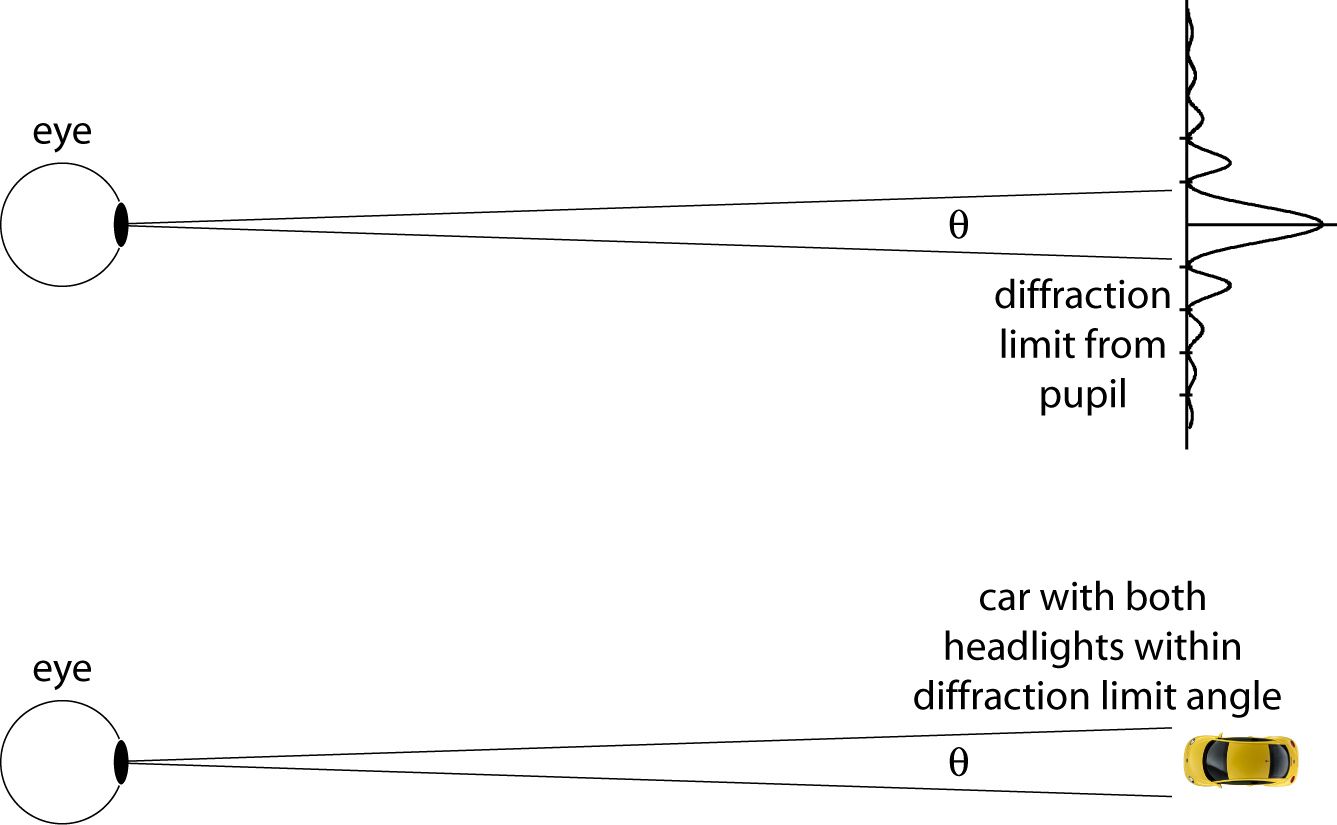 eye
θ
diffraction
limit from
pupil
car with both
headlights within
diffraction limit angle
eye
θ